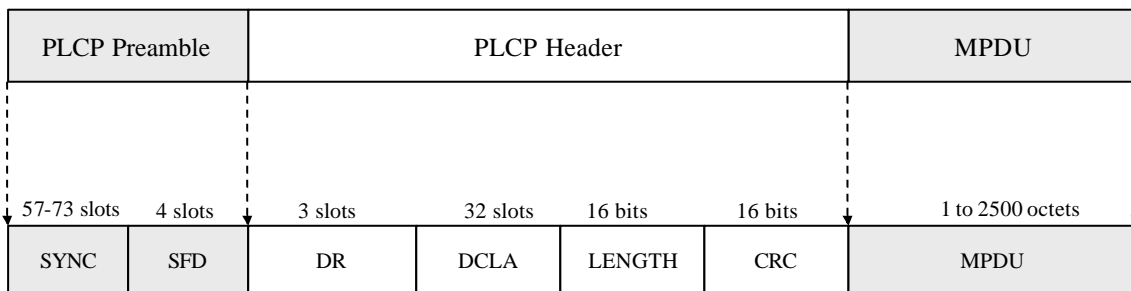 PLCP Preamble PLCP Header MPDU
57-73 slots 4 slots 3 slots 32 slots 16 bits 16 bits 1 to 2500 octets
SYNC SFD DR DCLA LENGTH CRC MPDU